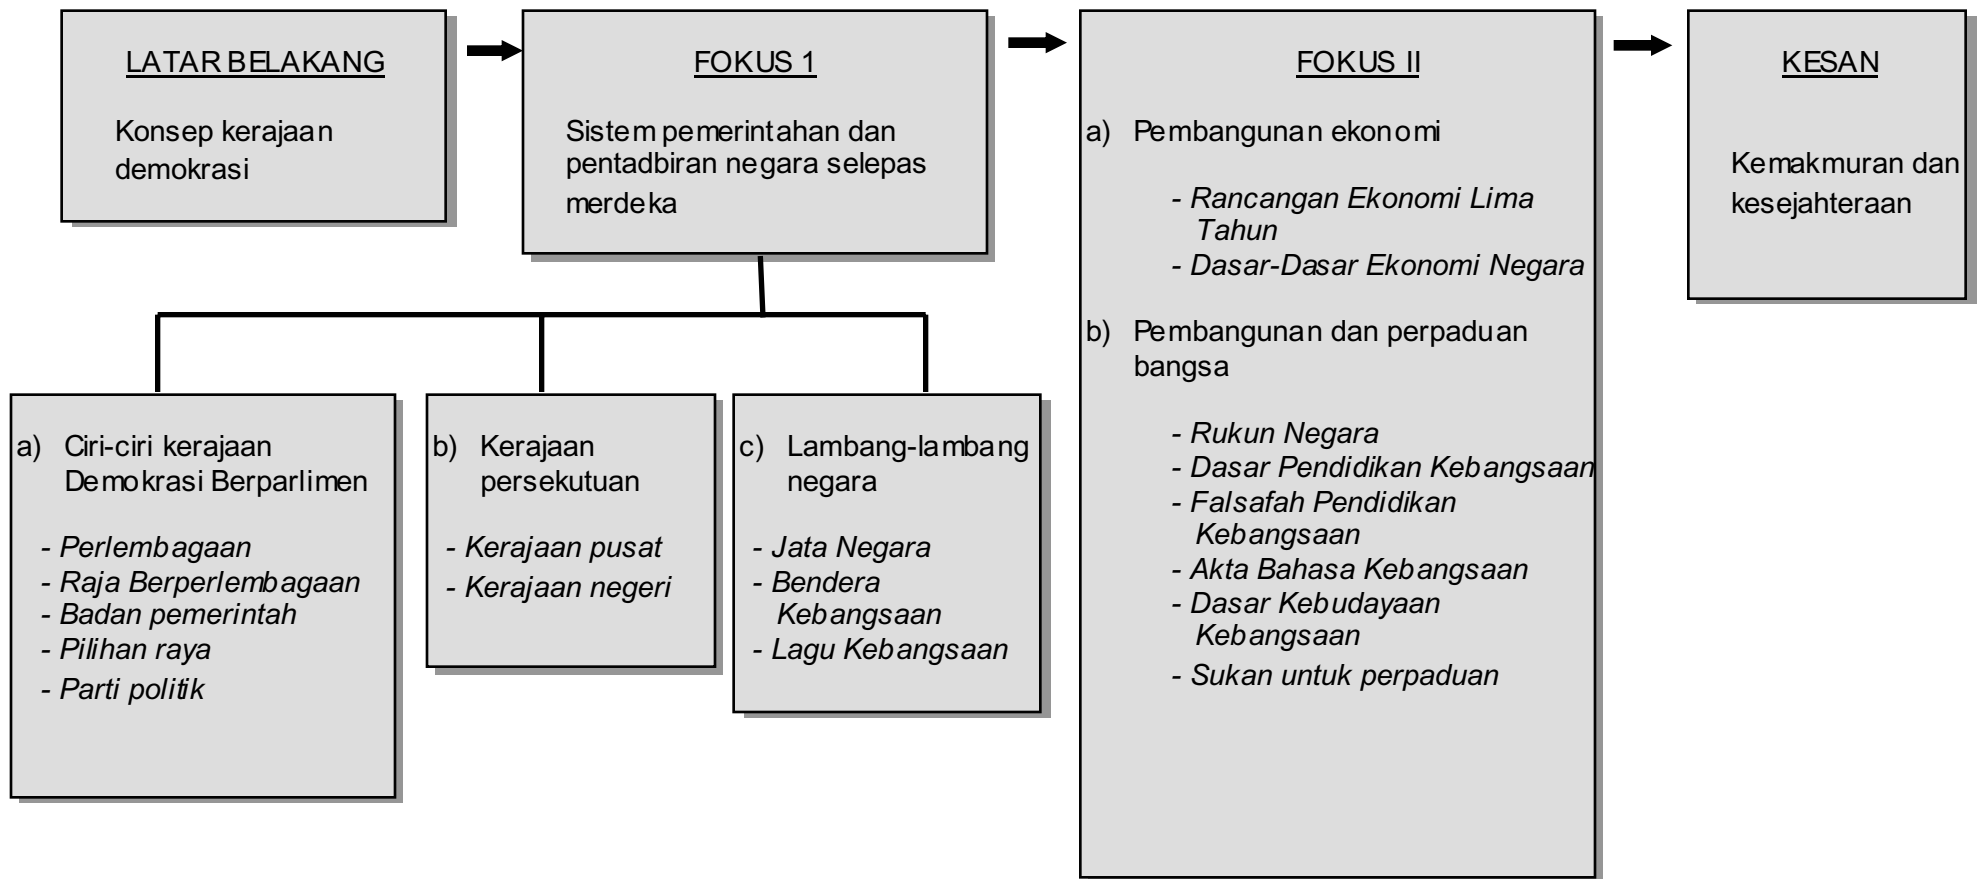 LATAR BELAKANG
Konsep kerajaan
demokrasi
FOKUS 1
Sistem pemerintahan dan
pentadbiran negara selepas
merdeka
FOKUS II
a) Pembangunan ekonomi
- Rancangan Ekonomi Lima
Tahun
- Dasar-Dasar Ekonomi Negara
b) Pembangunan dan perpaduan
bangsa
- Rukun Negara
- Dasar Pendidikan Kebangsaan
- Falsafah Pendidikan
Kebangsaan
- Akta Bahasa Kebangsaan
- Dasar Kebudayaan
Kebangsaan
- Sukan untuk perpaduan
KESAN
Kemakmuran dan
kesejahteraan
a) Ciri-ciri kerajaan
Demokrasi Berparlimen
- Perlembagaan
- Raja Berperlembagaan
- Badan pemerintah
- Pilihan raya
- Parti politik
b) Kerajaan
persekutuan
- Kerajaan pusat
- Kerajaan negeri
c) Lambang-lambang
negara
- Jata Negara
- Bendera
Kebangsaan
- Lagu Kebangsaan